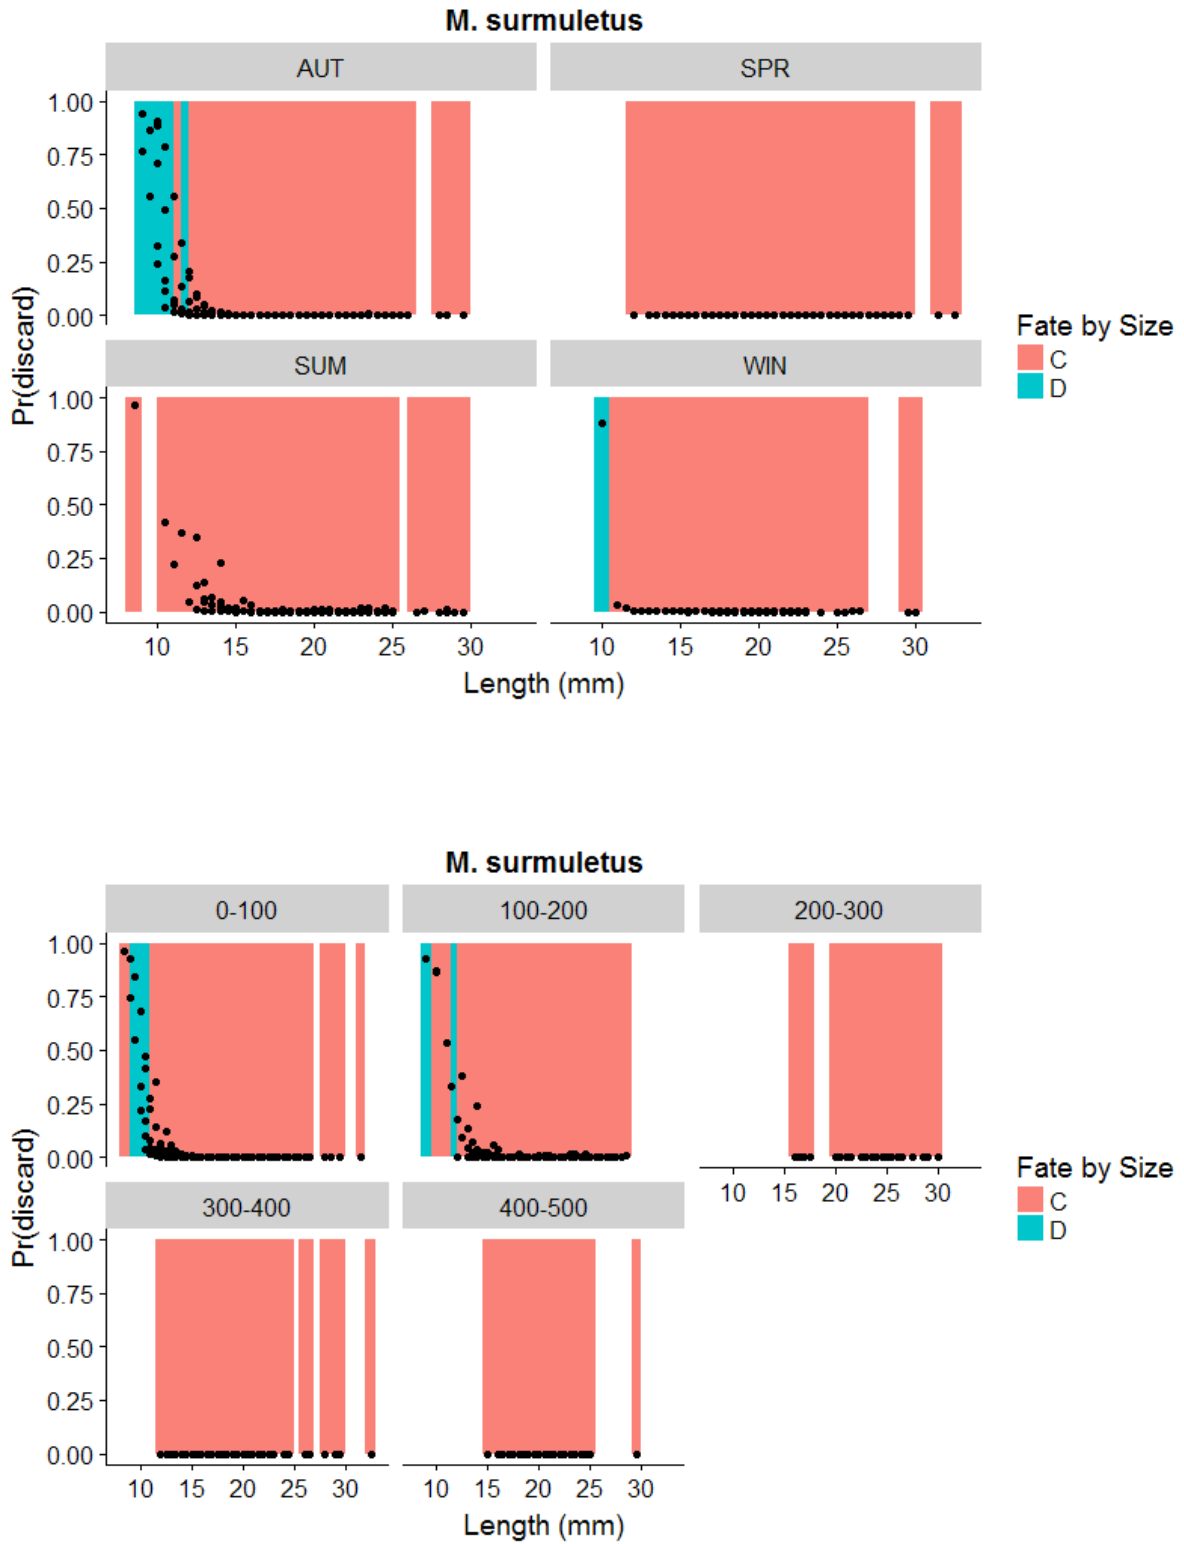 M. surmuletus
AUT SPR
1.00
0.75
0.50
0.25
0.00
SUM WIN
1.00
0.75
0.50
0.25
0.00
Pr(discard)
10 15 20 25 30 10 15 20 25 30
Length (mm)
Fate by Size
C
D
M. surmuletus
0-100 100-200 200-300
1.00
0.75
0.50
0.25
0.00
10 15 20 25 30
300-400 400-500
1.00
0.75
0.50
0.25
0.00
Pr(discard)
10 15 20 25 30 10 15 20 25 30
Length (mm)
Fate by Size
C
D